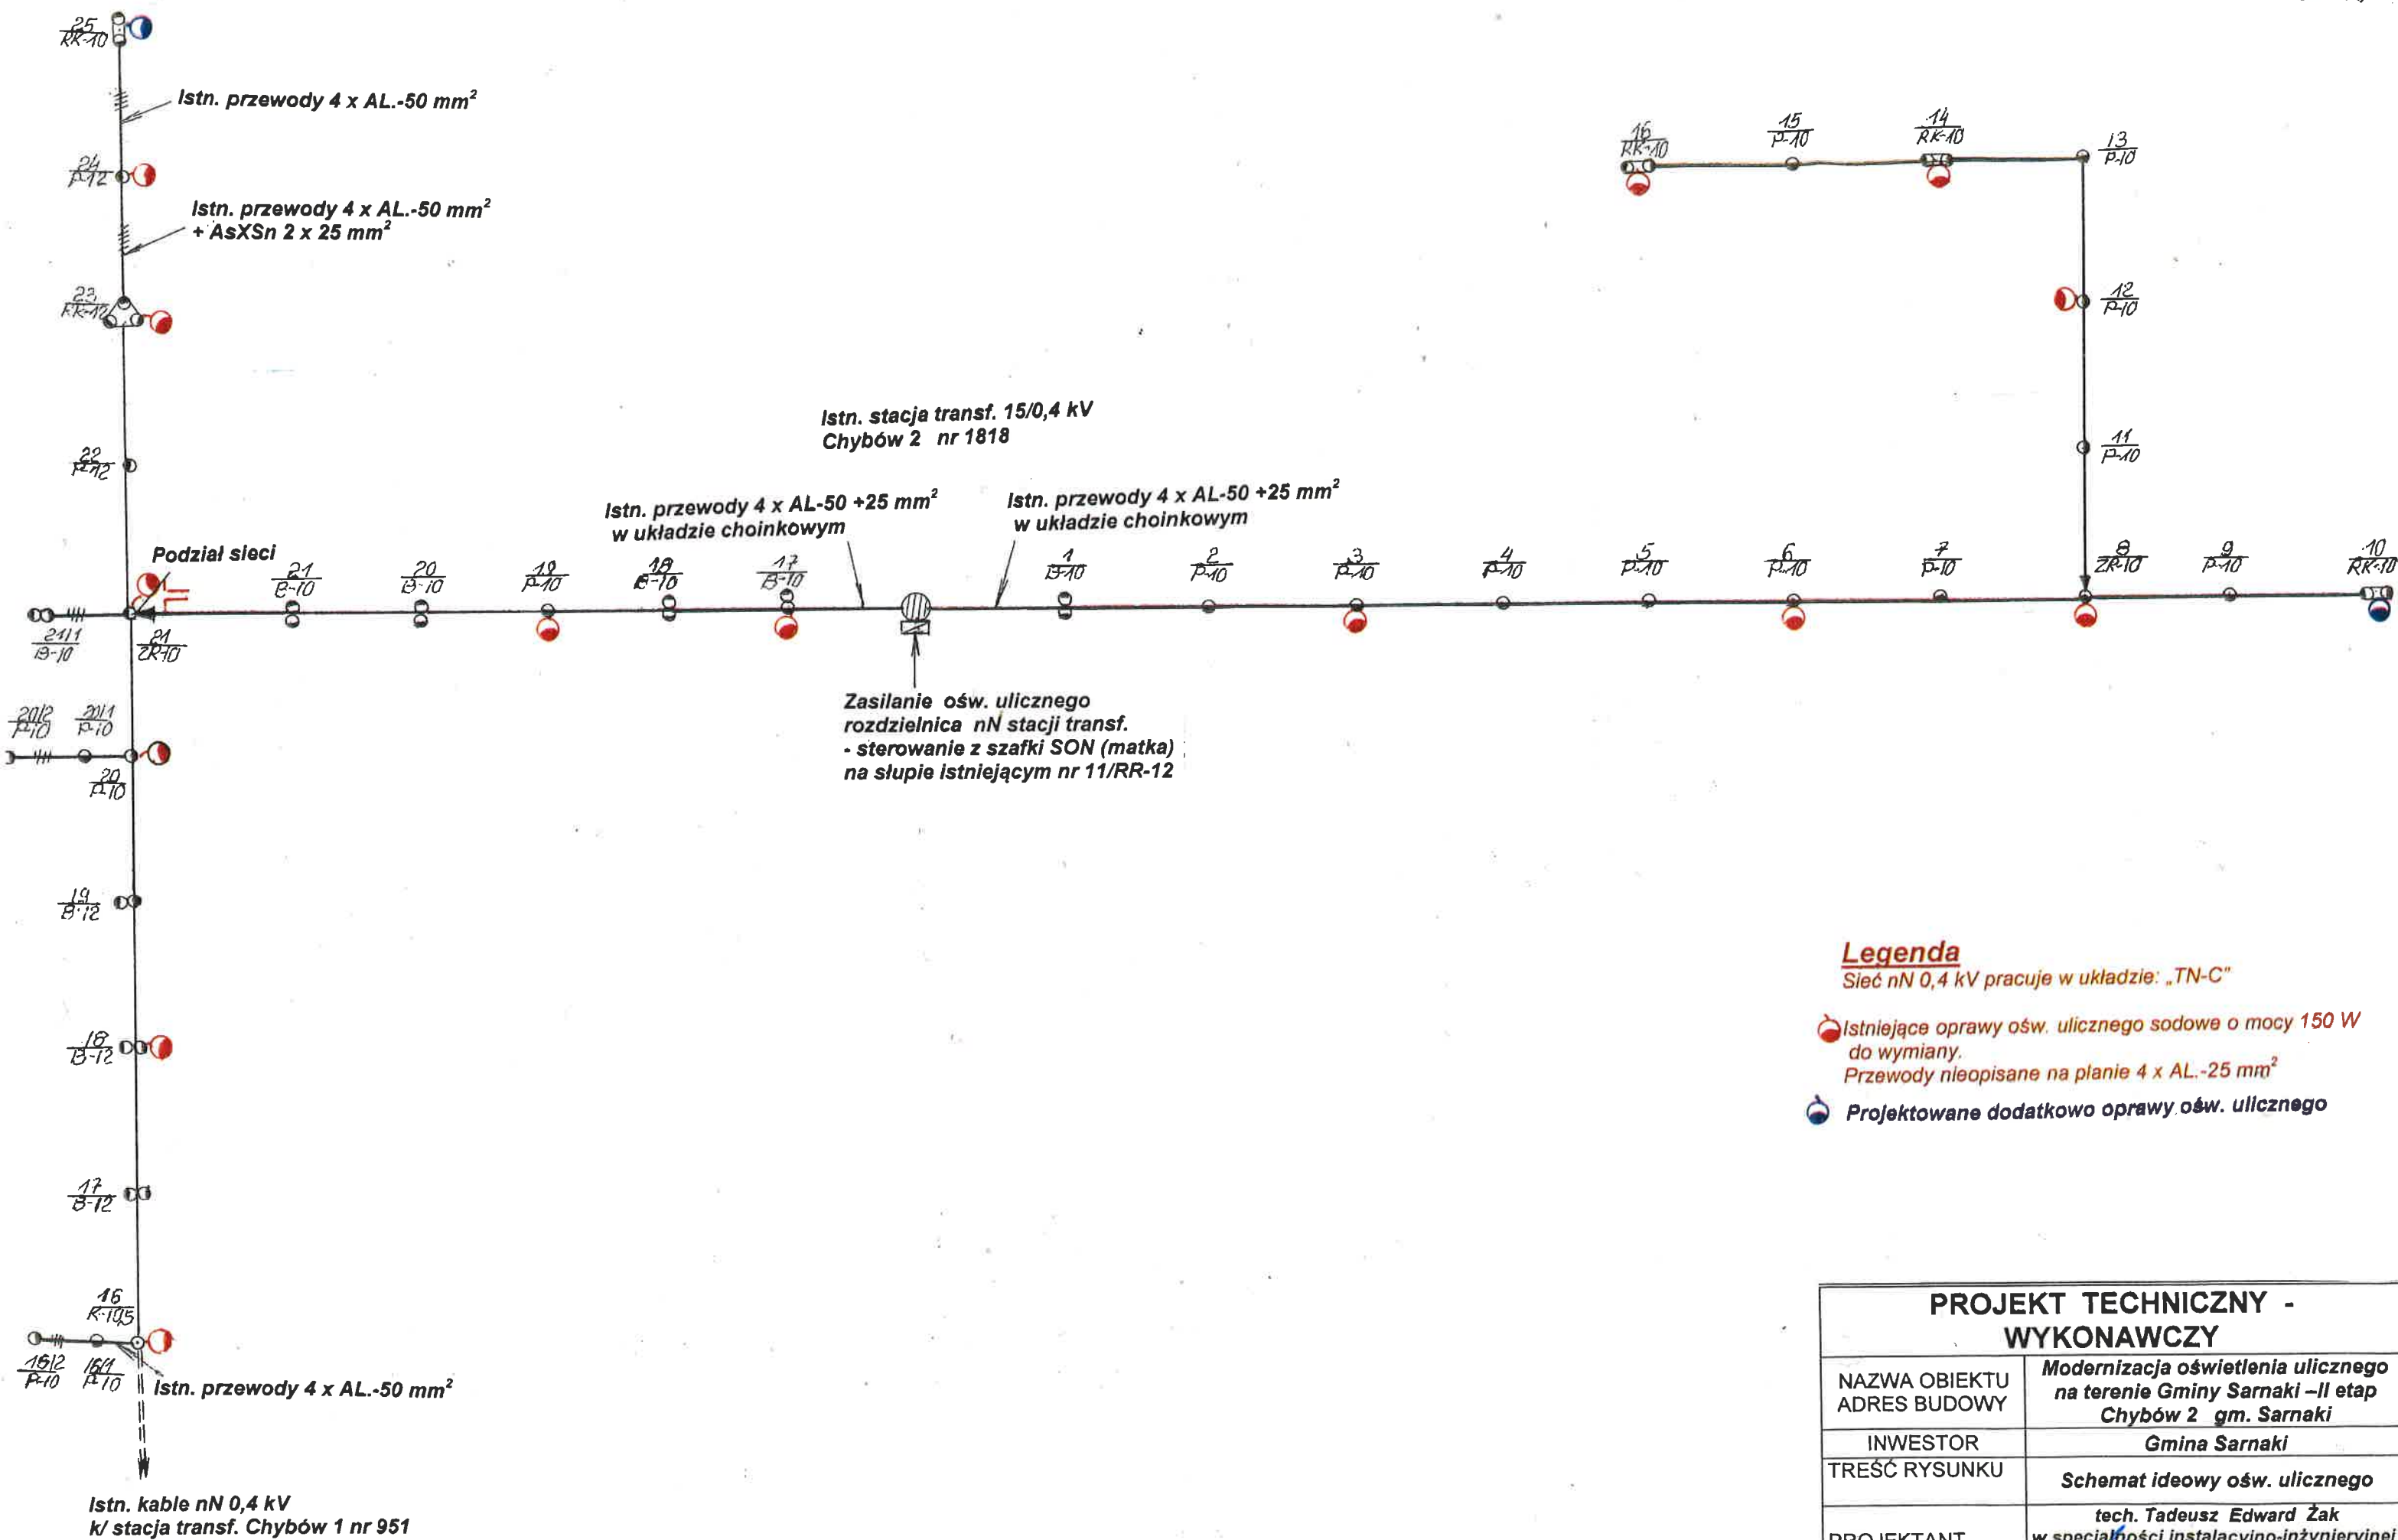 25
RK-10
Istn. przewody 4 x AL.-50 mm²
24
P-12
Istn. przewody 4 x AL.-50 mm²
+ AsXSn 2 x 25 mm²
23
RK-12
22
P-12
16
RK-10
15
P-10
14
RK-10
13
P-10
12
P-10
11
P-10
Istn. stacja transf. 15/0,4 kV
Chybów 2 nr 1818
Istn. przewody 4 x AL-50 +25 mm²
w układzie choinkowym
Istn. przewody 4 x AL-50 +25 mm²
w układzie choinkowym
Podział sieci
21
B-10
20
B-10
19
P-10
18
B-10
17
B-10
1
B-10
2
P-10
3
P-10
4
P-10
5
P-10
6
P-10
7
P-10
8
ZR-10
9
P-10
10
RK-10
21/1
B-10
21
ZR-10
Zasilanie ośw. ulicznego
rozdzielnica nN stacji transf.
- sterowanie z szafki SON (matka)
na słupie istniejącym nr 11/RR-12
20/2
P-10
20/1
P-10
20
P-10
19
B-12
18
B-12
17
B-12
16
K-10,5
16/2
P-10
16/1
P-10
Istn. przewody 4 x AL.-50 mm²
Istn. kable nN 0,4 kV
k/ stacja transf. Chybów 1 nr 951
Legenda
Sieć nN 0,4 kV pracuje w układzie: „TN-C”
Istniejące oprawy ośw. ulicznego sodowe o mocy 150 W
do wymiany.
Przewody nieopisane na planie 4 x AL.-25 mm²
Projektowane dodatkowo oprawy ośw. ulicznego
PROJEKT TECHNICZNY -
WYKONAWCZY
NAZWA OBIEKTU
ADRES BUDOWY
Modernizacja oświetlenia ulicznego
na terenie Gminy Sarnaki –II etap
Chybów 2 gm. Sarnaki
INWESTOR
Gmina Sarnaki
TREŚĆ RYSUNKU
Schemat ideowy ośw. ulicznego
PROJEKTANT
tech. Tadeusz Edward Żak
w specjalności instalacyjno-inżynieryjnej